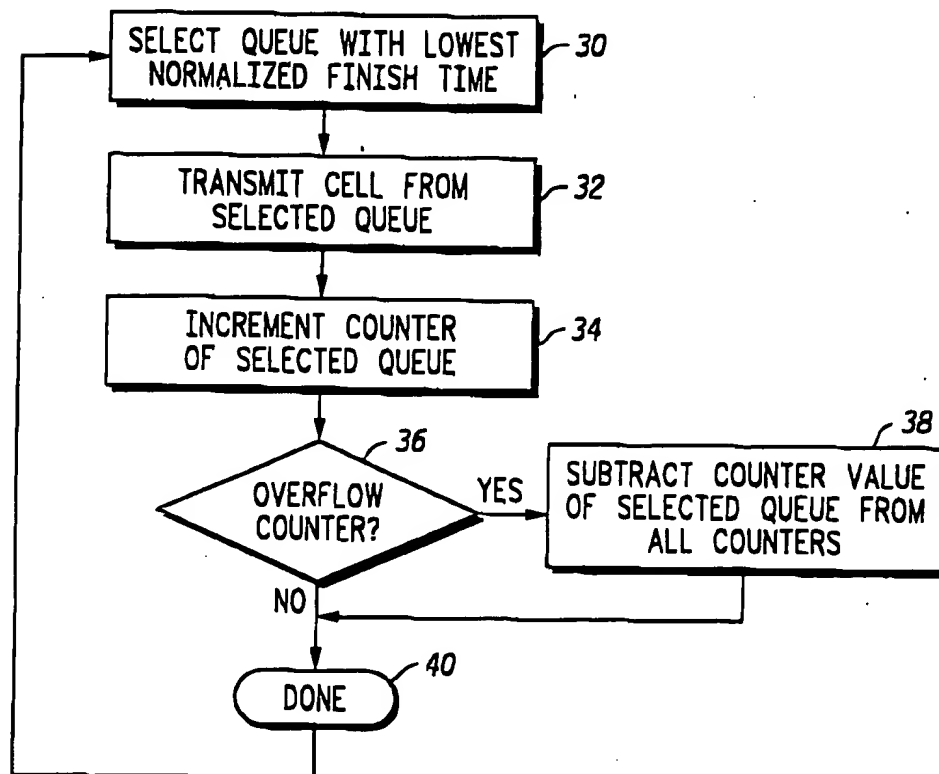 SELECT QUEUE WITH LOWEST
NORMALIZED FINISH TIME
30
TRANSMIT CELL FROM
SELECTED QUEUE
32
INCREMENT COUNTER
OF SELECTED QUEUE
34
36
OVERFLOW
COUNTER?
YES
38
SUBTRACT COUNTER VALUE
OF SELECTED QUEUE FROM
ALL COUNTERS
NO
DONE
40